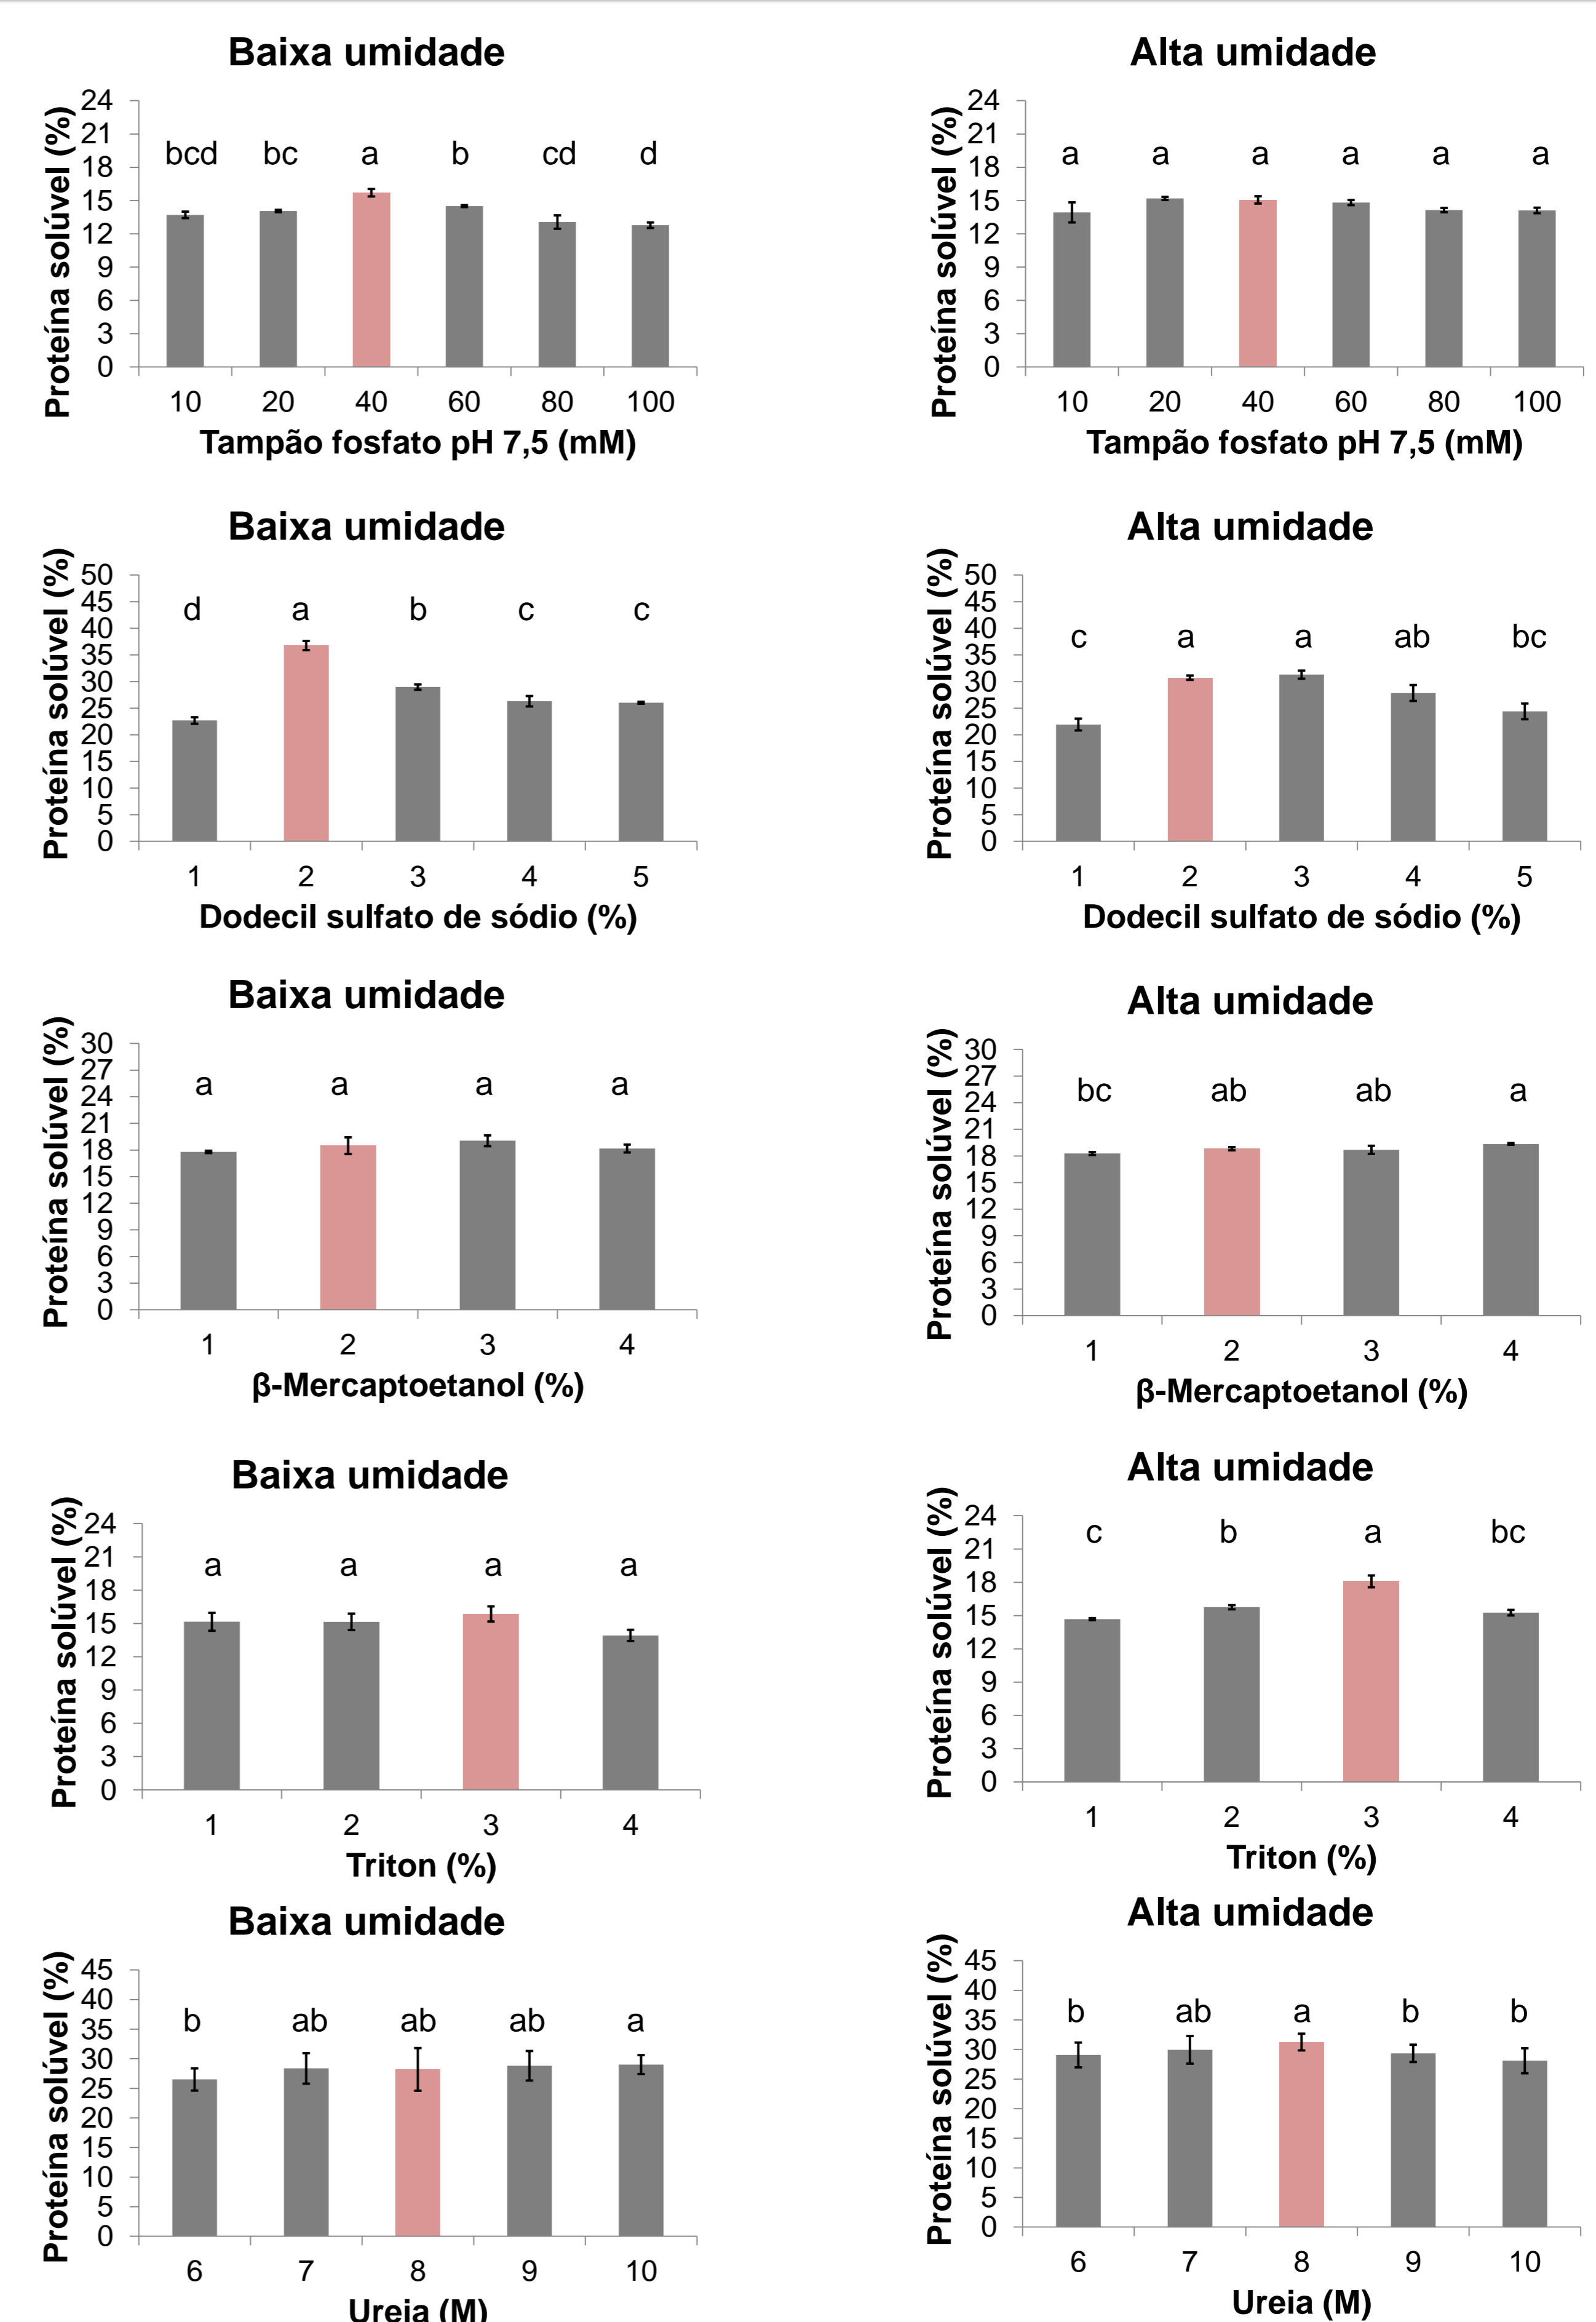 Baixa umidade
Proteína solúvel (%)
24
21
18
15
12
9
6
3
0
bcd bc a b cd d
10 20 40 60 80 100
Tampão fosfato pH 7,5 (mM)
Alta umidade
Proteína solúvel (%)
24
21
18
15
12
9
6
3
0
a a a a a a
10 20 40 60 80 100
Tampão fosfato pH 7,5 (mM)
Baixa umidade
Proteína solúvel (%)
50
45
40
35
30
25
20
15
10
5
0
d a b c c
1 2 3 4 5
Dodecil sulfato de sódio (%)
Alta umidade
Proteína solúvel (%)
50
45
40
35
30
25
20
15
10
5
0
c a a ab bc
1 2 3 4 5
Dodecil sulfato de sódio (%)
Baixa umidade
Proteína solúvel (%)
30
27
24
21
18
15
12
9
6
3
0
a a a a
1 2 3 4
β-Mercaptoetanol (%)
Alta umidade
Proteína solúvel (%)
30
27
24
21
18
15
12
9
6
3
0
bc ab ab a
1 2 3 4
β-Mercaptoetanol (%)
Baixa umidade
Proteína solúvel (%)
24
21
18
15
12
9
6
3
0
a a a a
1 2 3 4
Triton (%)
Alta umidade
Proteína solúvel (%)
24
21
18
15
12
9
6
3
0
c b a bc
1 2 3 4
Triton (%)
Baixa umidade
Proteína solúvel (%)
45
40
35
30
25
20
15
10
5
0
b ab ab ab a
6 7 8 9 10
Ureia (M)
Alta umidade
Proteína solúvel (%)
45
40
35
30
25
20
15
10
5
0
b ab a b b
6 7 8 9 10
Ureia (M)